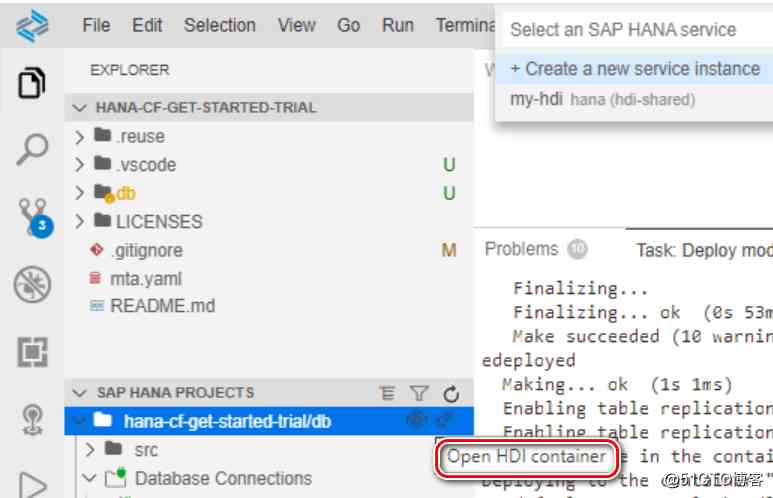 File Edit Selection View Go Run Termina
Select an SAP HANA service
+ Create a new service instance
my-hdi hana (hdi-shared)
EXPLORER
HANA-CF-GET-STARTED-TRIAL
.reuse
.vscode U
db U
LICENSES
.gitignore M
mta.yaml
README.md
3
SAP HANA PROJECTS
hana-cf-get-started-trial/db
src
Database Connections
Open HDI container
Problems 10 Task: Deploy mod
Finalizing...
Finalizing... ok (0s 53m
Make succeeded (10 warnin
edeployed
Making... ok (1s 1ms)
Enabling table replication
Enabling table replication
e in the contai
Deploying to the container "
@51CTO博客